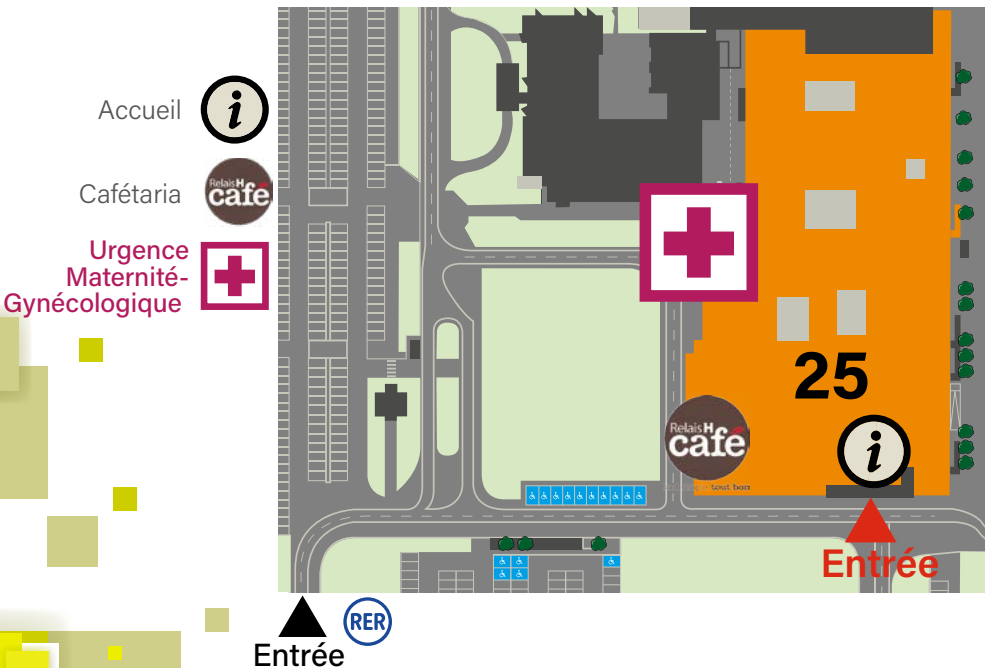 Accueil
i
Cafétaria
Relais H
café
Urgence
Maternité-
Gynécologique
25
Relais H
café
tout bon
i
Entrée
RER
Entrée